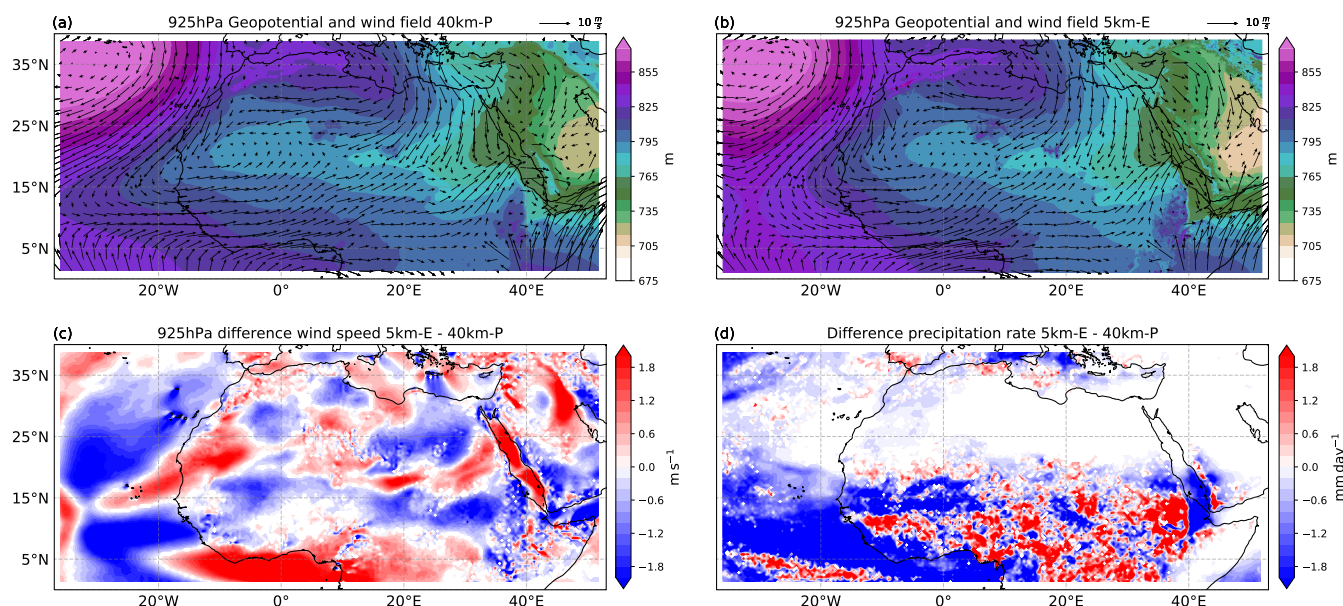 (a) 925hPa Geopotential and wind field 40km-P 10 m/s
35°N
25°N
15°N
5°N
20°W 0° 20°E 40°E
855
825
795
765
735
705
675
m
(b) 925hPa Geopotential and wind field 5km-E 10 m/s
35°N
25°N
15°N
5°N
20°W 0° 20°E 40°E
855
825
795
765
735
705
675
m
(c) 925hPa difference wind speed 5km-E - 40km-P
35°N
25°N
15°N
5°N
20°W 0° 20°E 40°E
1.8
1.2
0.6
0.0
−0.6
−1.2
−1.8
ms⁻¹
(d) Difference precipitation rate 5km-E - 40km-P
35°N
25°N
15°N
5°N
20°W 0° 20°E 40°E
1.8
1.2
0.6
0.0
−0.6
−1.2
−1.8
mmday⁻¹